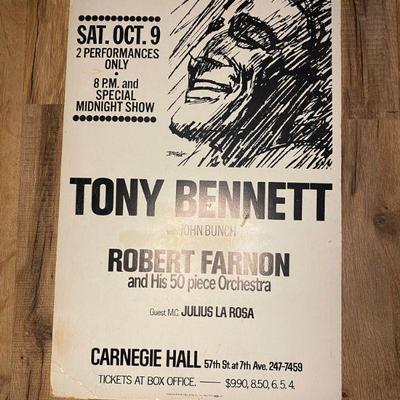 SAT. OCT. 9
2 PERFORMANCES
ONLY
•
8 P.M. and
SPECIAL
MIDNIGHT SHOW
TONY BENNETT
JOHN BUNCH
ROBERT FARNON
and His 50 piece Orchestra
Guest M.C. JULIUS LA ROSA
CARNEGIE HALL 57th St. at 7th Ave. 247-7459
TICKETS AT BOX OFFICE. — $9.90, 8.50, 6. 5. 4.